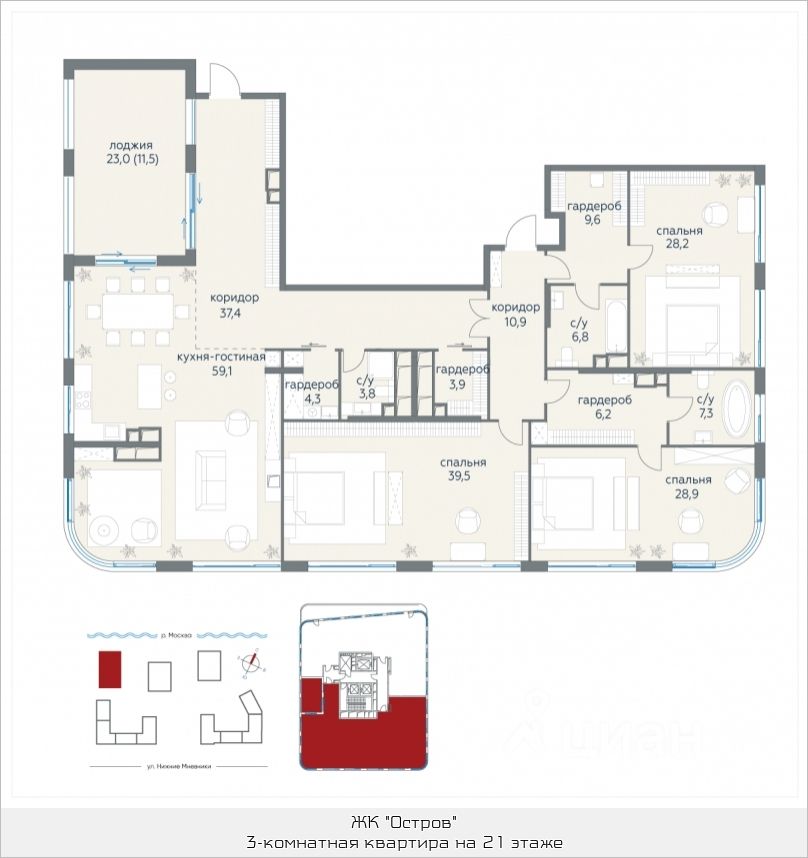 лоджия
23,0 (11,5)
гардероб
9,6
спальня
28,2
коридор
37,4
коридор
10,9
с/у
6,8
кухня-гостиная
59,1
гардероб
4,3
с/у
3,8
гардероб
3,9
гардероб
6,2
с/у
7,3
спальня
39,5
спальня
28,9
р. Москва
ул. Нижние Мневники
циан
ЖК "Остров"
3-комнатная квартира на 21 этаже